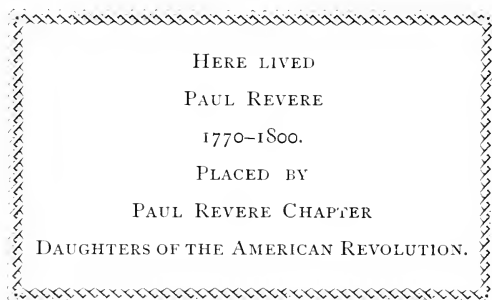 HERE LIVED
PAUL REVERE
1770–1800.
PLACED BY
PAUL REVERE CHAPTER
DAUGHTERS OF THE AMERICAN REVOLUTION.